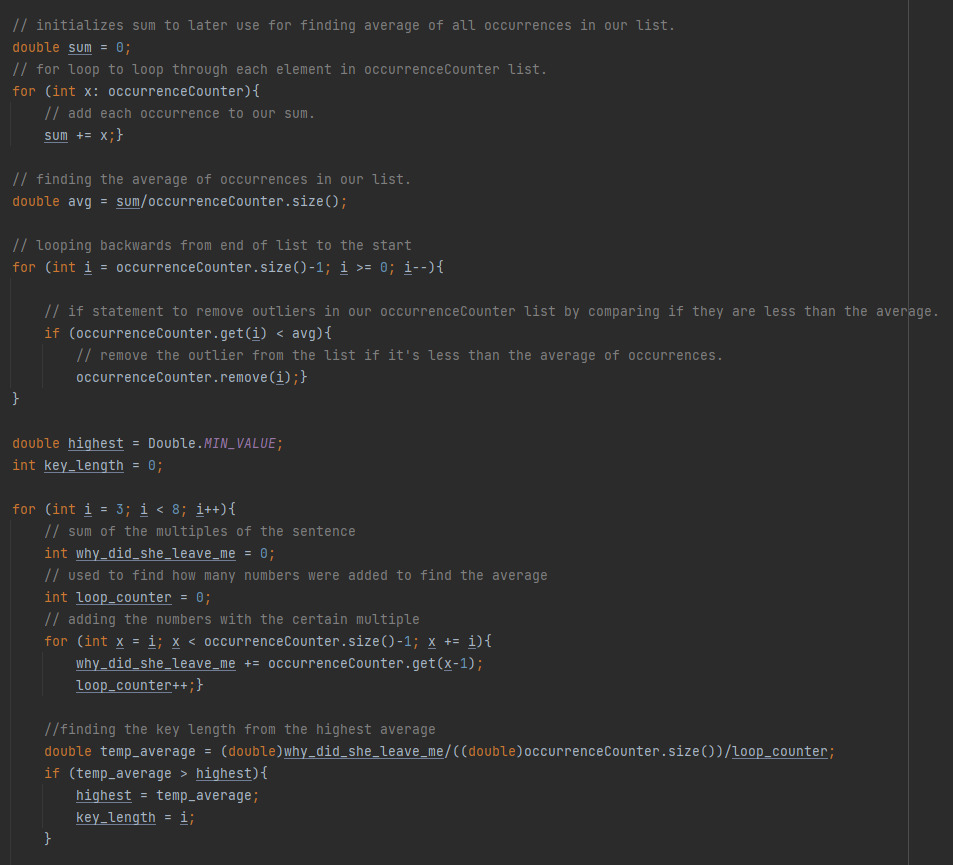 // initializes sum to later use for finding average of all occurrences in our list.
double sum = 0;
// for loop to loop through each element in occurrenceCounter list.
for (int x: occurrenceCounter){
    // add each occurrence to our sum.
    sum += x;}

// finding the average of occurrences in our list.
double avg = sum/occurrenceCounter.size();

// looping backwards from end of list to the start
for (int i = occurrenceCounter.size()-1; i >= 0; i--){

    // if statement to remove outliers in our occurrenceCounter list by comparing if they are less than the average.
    if (occurrenceCounter.get(i) < avg){
        // remove the outlier from the list if it's less than the average of occurrences.
        occurrenceCounter.remove(i);}
}

double highest = Double.MIN_VALUE;
int key_length = 0;

for (int i = 3; i < 8; i++){
    // sum of the multiples of the sentence
    int why_did_she_leave_me = 0;
    // used to find how many numbers were added to find the average
    int loop_counter = 0;
    // adding the numbers with the certain multiple
    for (int x = i; x < occurrenceCounter.size()-1; x += i){
        why_did_she_leave_me += occurrenceCounter.get(x-1);
        loop_counter++;}

    //finding the key length from the highest average
    double temp_average = (double)why_did_she_leave_me/((double)occurrenceCounter.size())/loop_counter;
    if (temp_average > highest){
        highest = temp_average;
        key_length = i;
    }